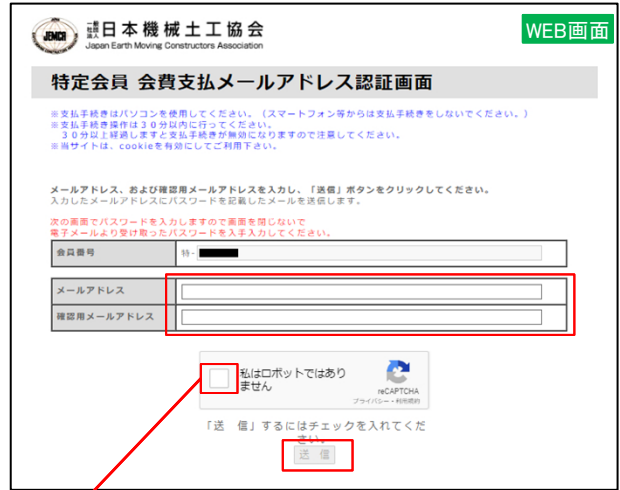 JEMCA
一般社団法人 日本機械土工協会
Japan Earth Moving Constructors Association
WEB画面
特定会員 会費支払メールアドレス認証画面
※支払手続きはパソコンを使用してください。（スマートフォン等からは支払手続きをしないでください。）
※支払手続き操作は３０分以内に行ってください。
３０分以上経過しますと支払手続きが無効になりますので注意してください。
※当サイトは、cookieを有効にしてご利用下さい。
メールアドレス、および確認用メールアドレスを入力し、「送信」ボタンをクリックしてください。
入力したメールアドレスにパスワードを記載したメールを送信します。
次の画面でパスワードを入力しますので画面を閉じないで
電子メールより受け取ったパスワードを入手入力してください。
会員番号
特-
メールアドレス
確認用メールアドレス
私はロボットではあり
ません
reCAPTCHA
プライバシー - 利用規約
「送　信」するにはチェックを入れてくだ
さい。
送 信